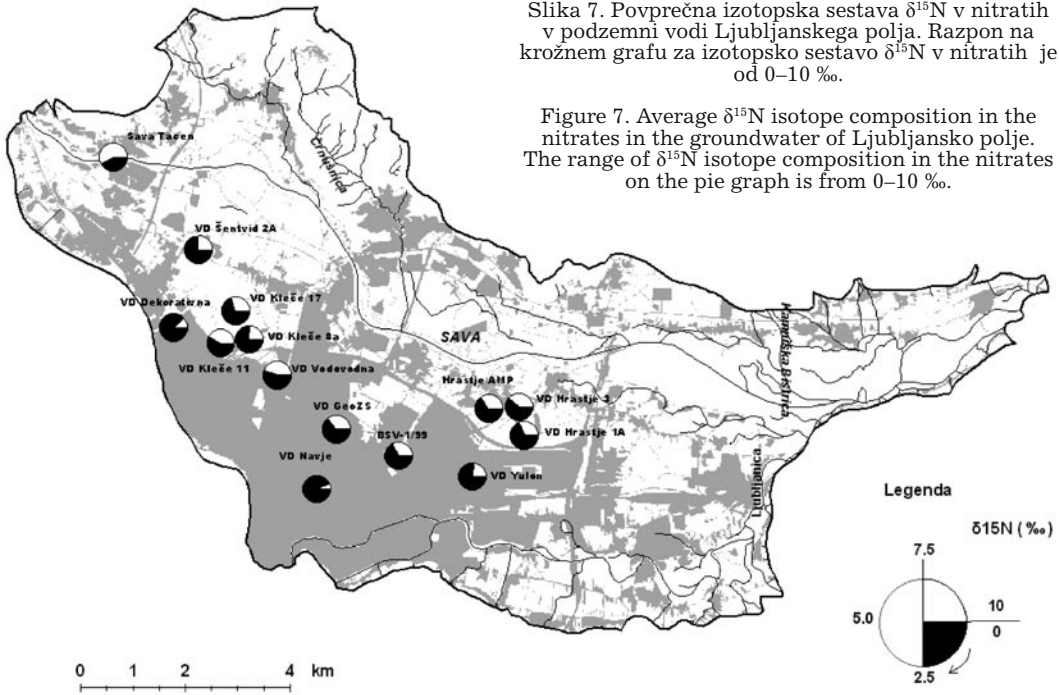 Slika 7. Povprečna izotopska sestava δ¹⁵N v nitratih
v podzemni vodi Ljubljanskega polja. Razpon na
krožnem grafu za izotopsko sestavo δ¹⁵N v nitratih je
od 0–10 ‰.
Figure 7. Average δ¹⁵N isotope composition in the
nitrates in the groundwater of Ljubljansko polje.
The range of δ¹⁵N isotope composition in the nitrates
on the pie graph is from 0–10 ‰.
Sava Tacen
Črnušnica
VD Šentvid 2A
VD Dekorativna
VD Kleče 17
VD Kleče 8a
VD Kleče 11
VD Vodovodna
SAVA
Kamniška Bistrica
Hrastje AMP
VD Hrastje 3
VD Hrastje 1A
VD GeoZS
BSV-1/99
VD Navje
VD Yulon
Ljubljanica
Legenda
δ15N (‰)
7.5
5.0
10
0
2.5
0 1 2 4 km